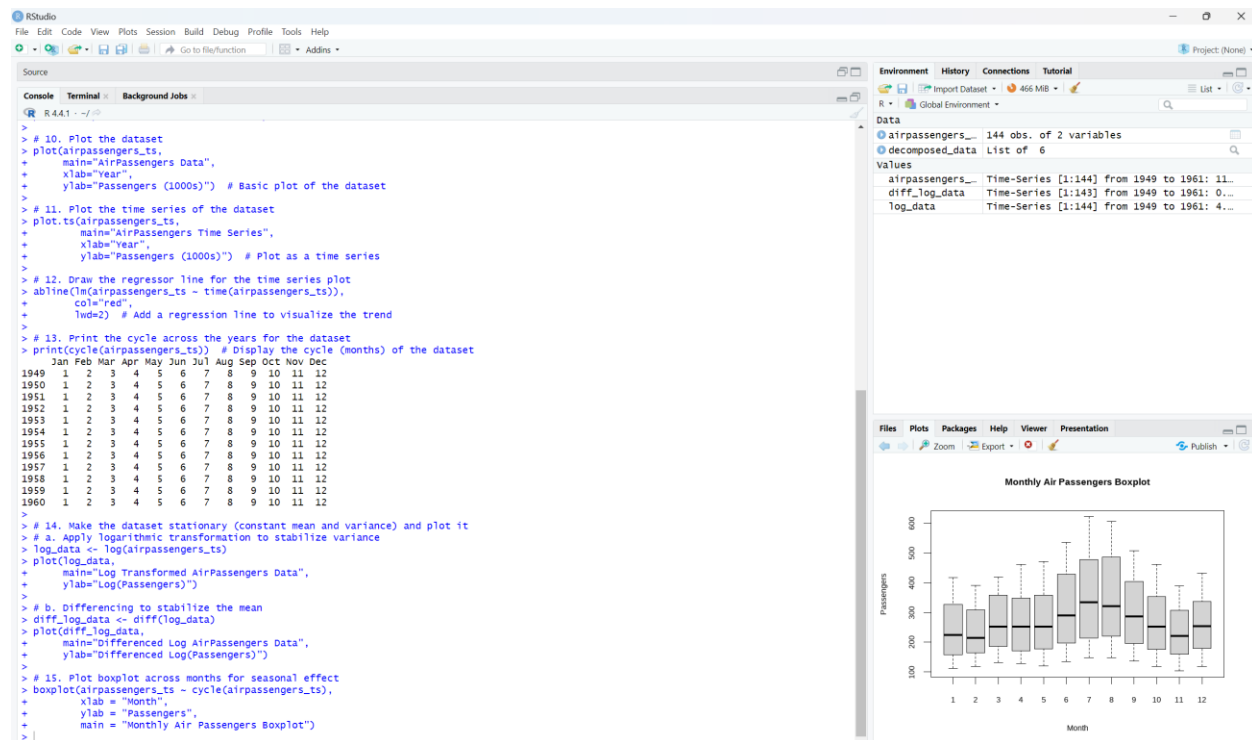 RStudio
File Edit Code View Plots Session Build Debug Profile Tools Help
Go to file/function Addins Project: (None)
Source
Console Terminal Background Jobs
R 4.4.1 · ~/
>
> # 10. Plot the dataset
> plot(airpassengers_ts,
+      main="AirPassengers Data",
+      xlab="Year",
+      ylab="Passengers (1000s)")  # Basic plot of the dataset
>
> # 11. Plot the time series of the dataset
> plot.ts(airpassengers_ts,
+         main="AirPassengers Time Series",
+         xlab="Year",
+         ylab="Passengers (1000s)")  # Plot as a time series
>
> # 12. Draw the regressor line for the time series plot
> abline(lm(airpassengers_ts ~ time(airpassengers_ts)),
+        col="red",
+        lwd=2)  # Add a regression line to visualize the trend
>
> # 13. Print the cycle across the years for the dataset
> print(cycle(airpassengers_ts))  # Display the cycle (months) of the dataset
     Jan Feb Mar Apr May Jun Jul Aug Sep Oct Nov Dec
1949   1   2   3   4   5   6   7   8   9  10  11  12
1950   1   2   3   4   5   6   7   8   9  10  11  12
1951   1   2   3   4   5   6   7   8   9  10  11  12
1952   1   2   3   4   5   6   7   8   9  10  11  12
1953   1   2   3   4   5   6   7   8   9  10  11  12
1954   1   2   3   4   5   6   7   8   9  10  11  12
1955   1   2   3   4   5   6   7   8   9  10  11  12
1956   1   2   3   4   5   6   7   8   9  10  11  12
1957   1   2   3   4   5   6   7   8   9  10  11  12
1958   1   2   3   4   5   6   7   8   9  10  11  12
1959   1   2   3   4   5   6   7   8   9  10  11  12
1960   1   2   3   4   5   6   7   8   9  10  11  12
>
> # 14. Make the dataset stationary (constant mean and variance) and plot it
> # a. Apply logarithmic transformation to stabilize variance
> log_data <- log(airpassengers_ts)
> plot(log_data,
+      main="Log Transformed AirPassengers Data",
+      ylab="Log(Passengers)")
>
> # b. Differencing to stabilize the mean
> diff_log_data <- diff(log_data)
> plot(diff_log_data,
+      main="Differenced Log AirPassengers Data",
+      ylab="Differenced Log(Passengers)")
>
> # 15. Plot boxplot across months for seasonal effect
> boxplot(airpassengers_ts ~ cycle(airpassengers_ts),
+         xlab = "Month",
+         ylab = "Passengers",
+         main = "Monthly Air Passengers Boxplot")
>
Environment History Connections Tutorial
Import Dataset 466 MiB List
R Global Environment
Data
airpassengers_… 144 obs. of 2 variables
decomposed_data List of 6
Values
airpassengers_… Time-Series [1:144] from 1949 to 1961: 11…
diff_log_data Time-Series [1:143] from 1949 to 1961: 0.…
log_data Time-Series [1:144] from 1949 to 1961: 4.…
Files Plots Packages Help Viewer Presentation
Zoom Export Publish
Monthly Air Passengers Boxplot
Passengers
600
500
400
300
200
100
1 2 3 4 5 6 7 8 9 10 11 12
Month